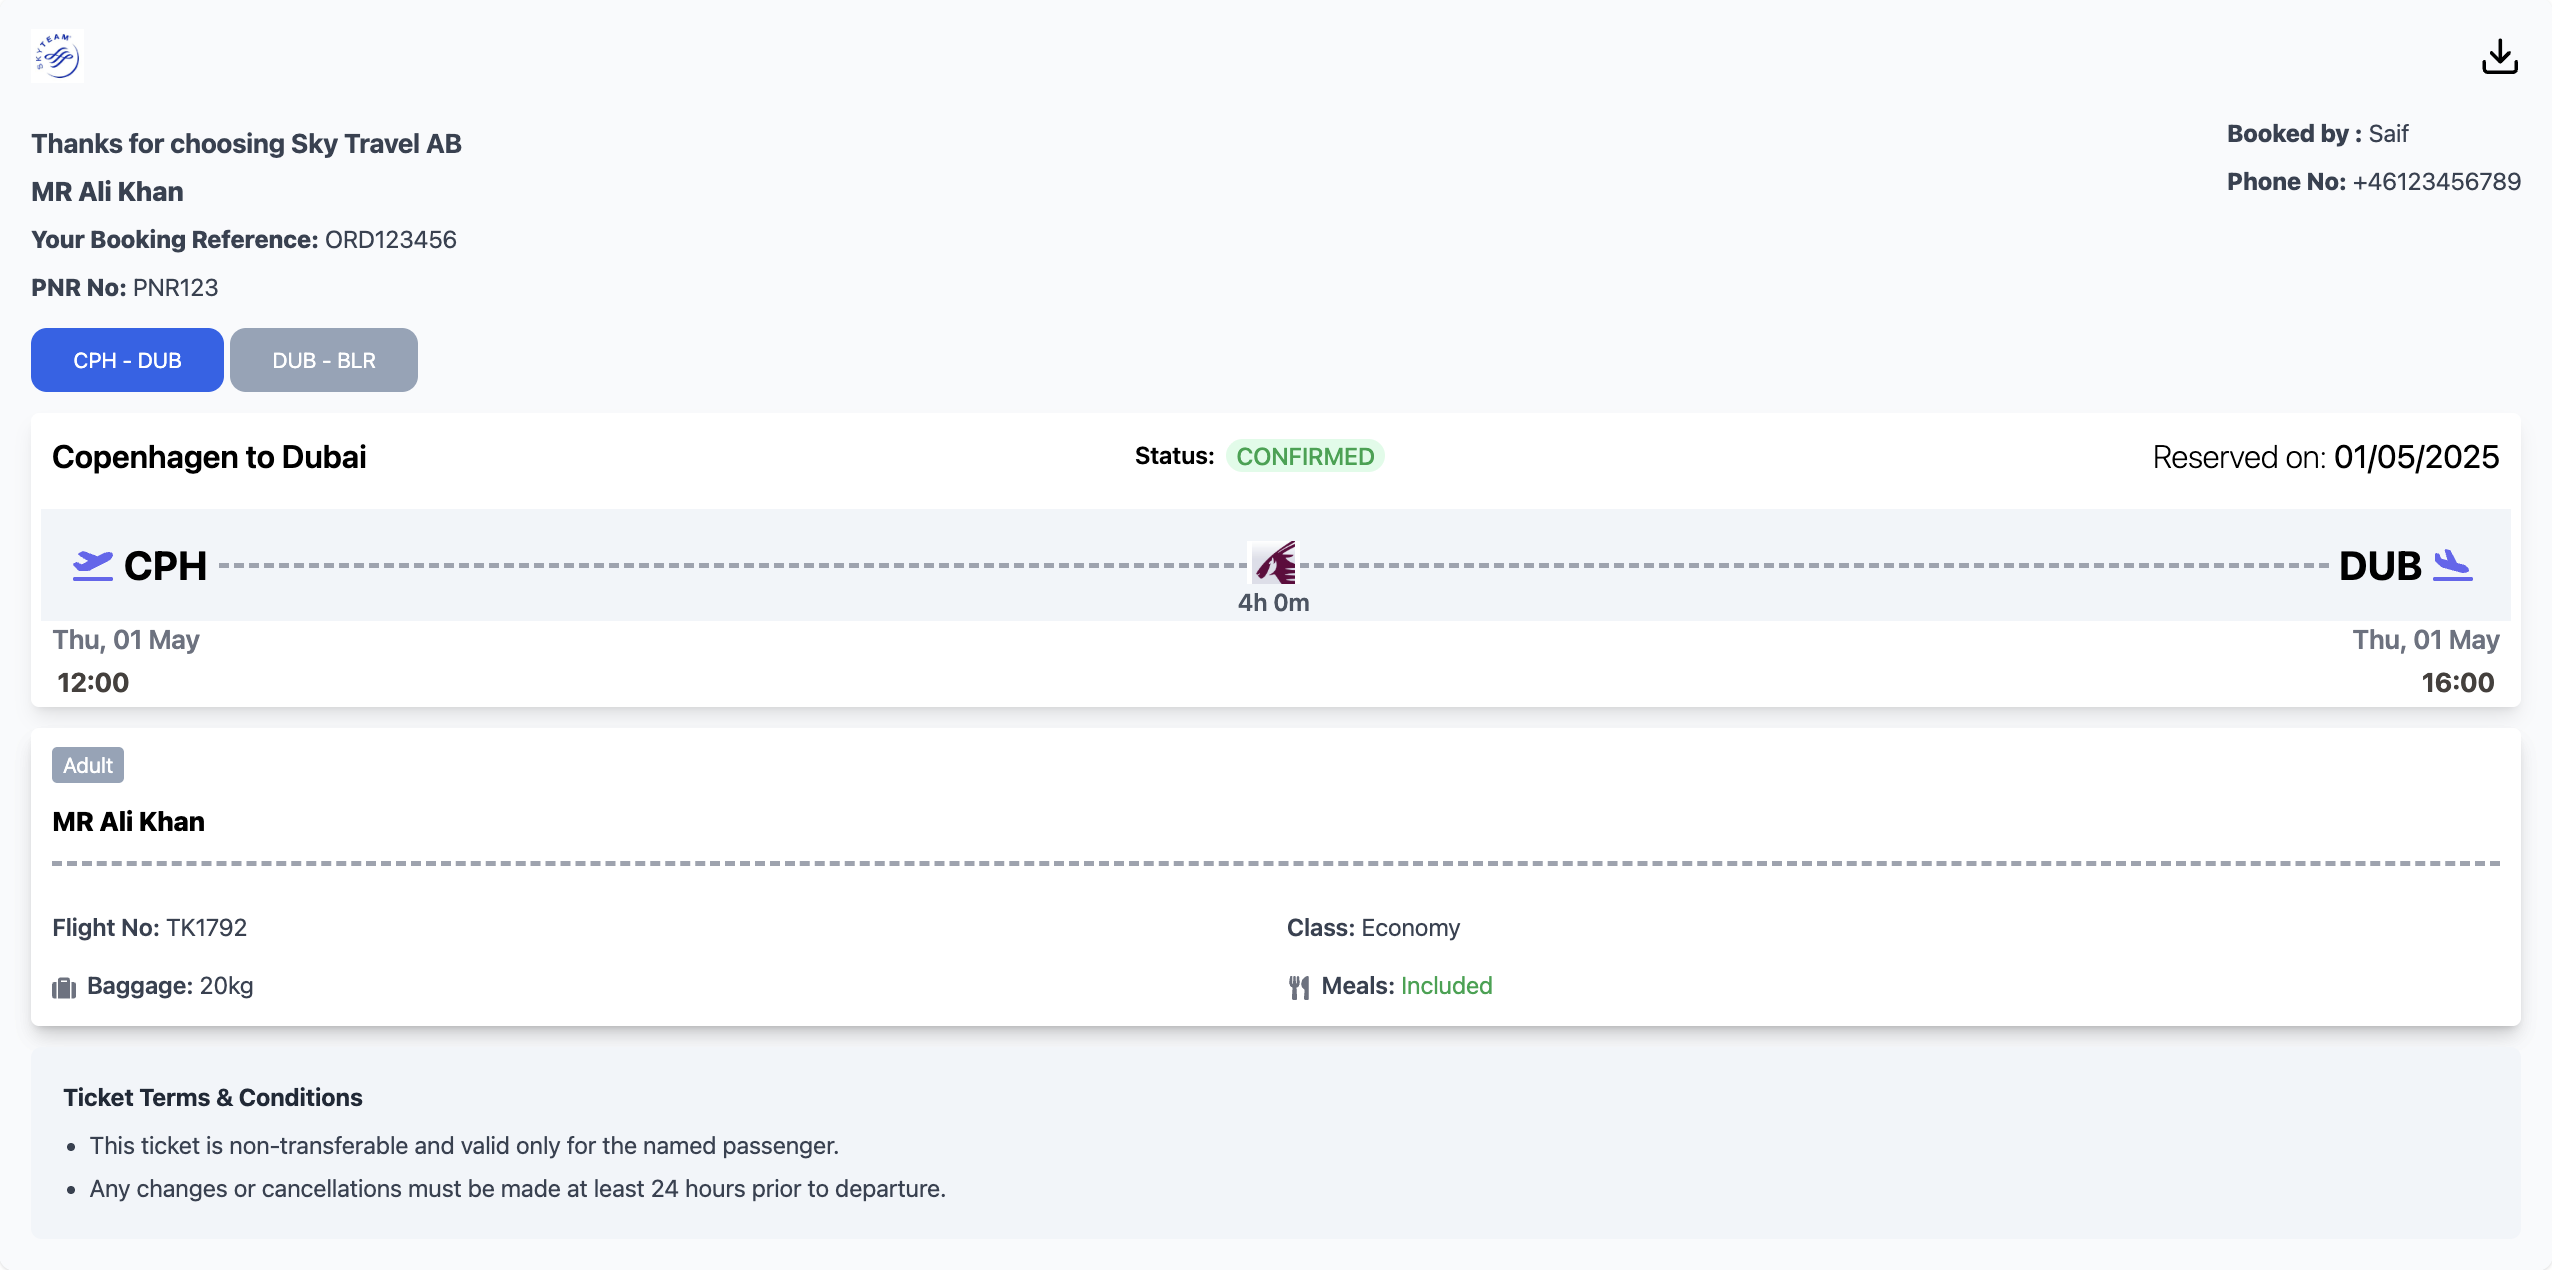 SKYTEAM
Thanks for choosing Sky Travel AB
MR Ali Khan
Your Booking Reference: ORD123456
PNR No: PNR123
Booked by : Saif
Phone No: +46123456789
CPH - DUB
DUB - BLR
Copenhagen to Dubai
Status: CONFIRMED
Reserved on: 01/05/2025
CPH
DUB
4h 0m
Thu, 01 May
Thu, 01 May
12:00
16:00
Adult
MR Ali Khan
Flight No: TK1792
Class: Economy
Baggage: 20kg
Meals: Included
Ticket Terms & Conditions
• This ticket is non-transferable and valid only for the named passenger.
• Any changes or cancellations must be made at least 24 hours prior to departure.